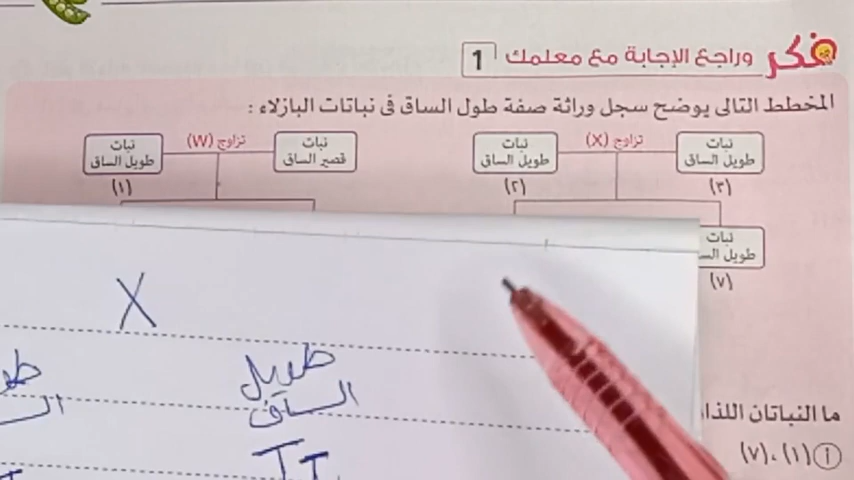 فكر وراجع الإجابة مع معلمك 1
المخطط التالى يوضح سجل وراثة صفة طول الساق فى نباتات البازلاء :
نبات طويل الساق (٣)
تزاوج (X)
نبات طويل الساق (٢)
نبات قصير الساق
تزاوج (W)
نبات طويل الساق (١)
نبات
طويل
(٧)
X
طويل
الساق
ما النباتان
أ (١)، (٧)